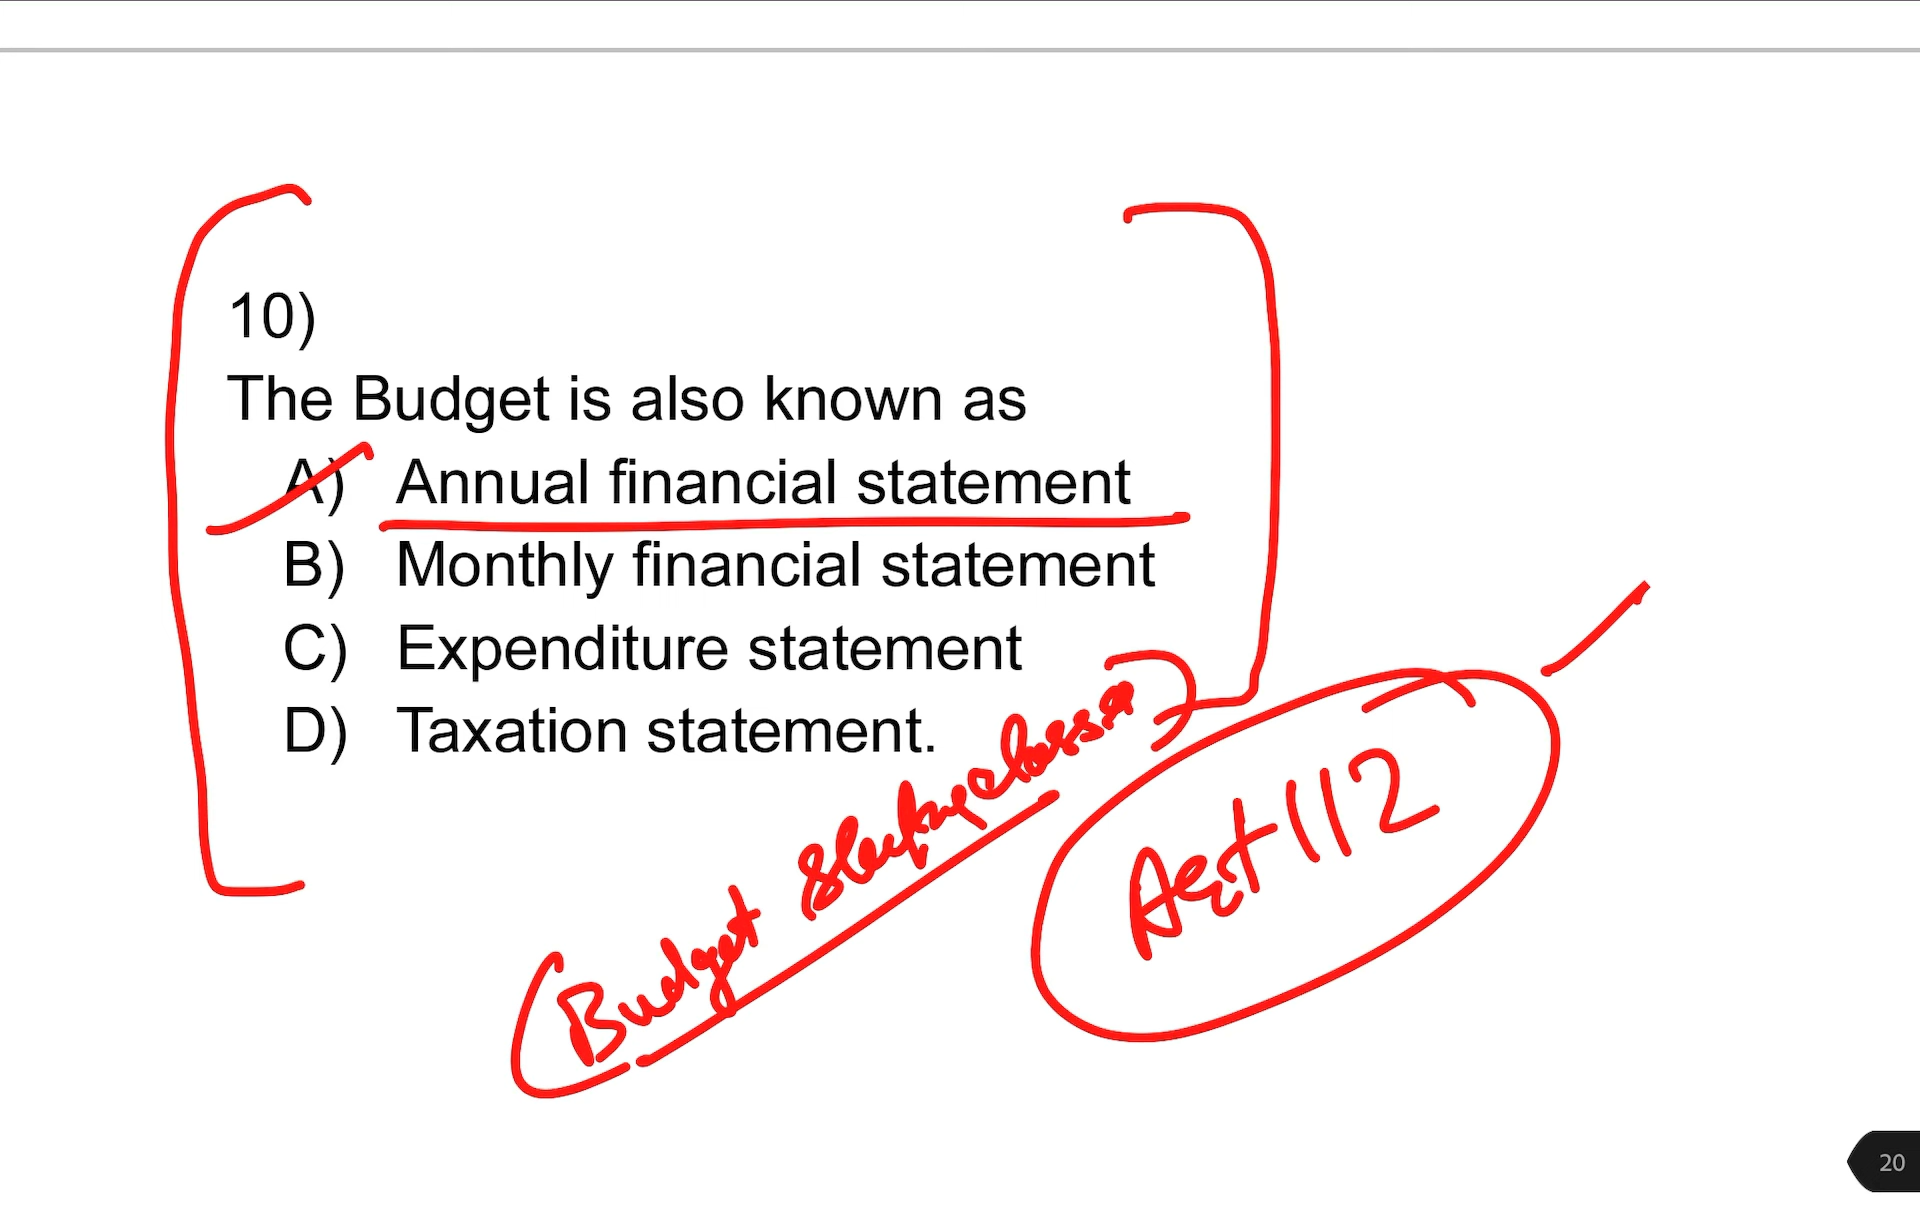 10)
The Budget is also known as
A) Annual financial statement
B) Monthly financial statement
C) Expenditure statement
D) Taxation statement.
Budget
Art 112
20